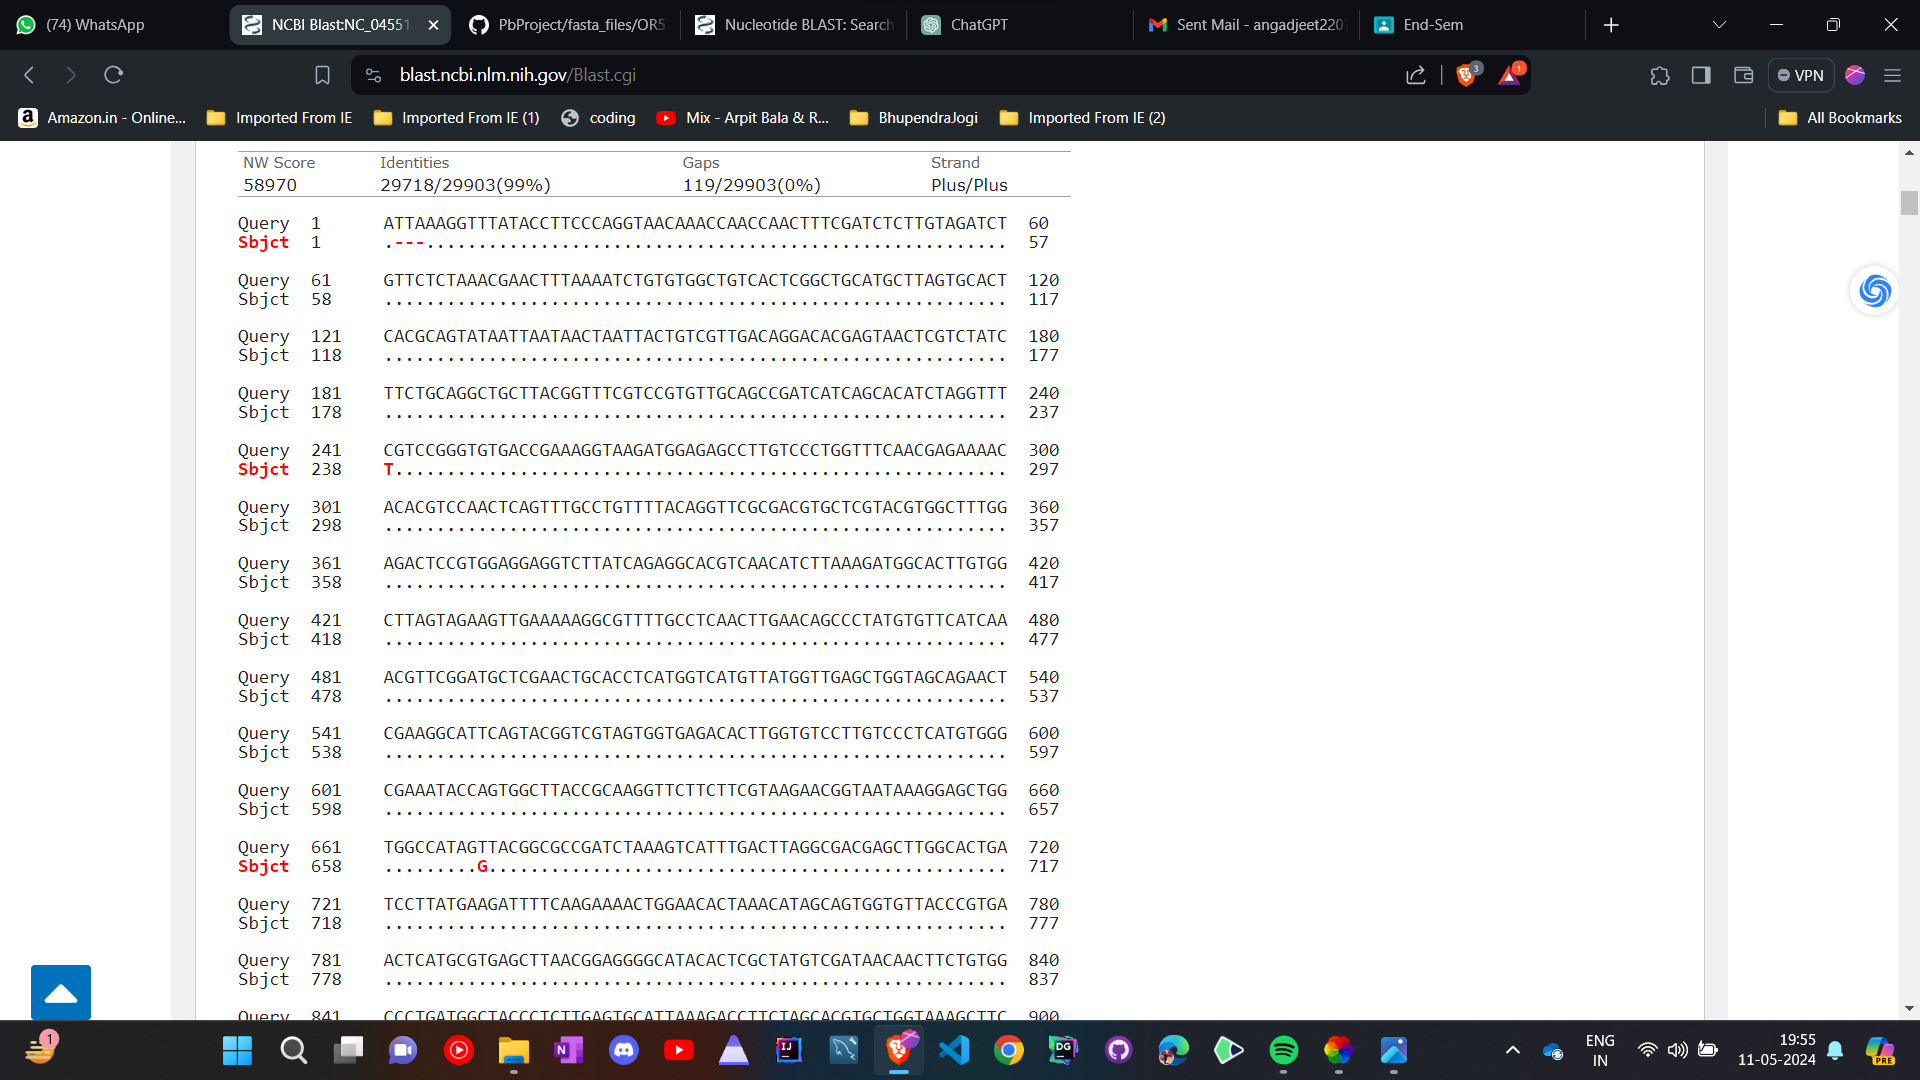 (74) WhatsApp
NCBI Blast:NC_04551
PbProject/fasta_files/OR5
Nucleotide BLAST: Search
ChatGPT
Sent Mail - angadjeet220
End-Sem
blast.ncbi.nlm.nih.gov/Blast.cgi
3
1
VPN
Amazon.in - Online...
Imported From IE
Imported From IE (1)
coding
Mix - Arpit Bala & R...
BhupendraJogi
Imported From IE (2)
All Bookmarks
NW Score Identities Gaps Strand
58970 29718/29903(99%) 119/29903(0%) Plus/Plus
Query 1 ATTAAAGGTTTATACCTTCCCAGGTAACAAACCAACCAACTTTCGATCTCTTGTAGATCT 60
Sbjct 1 .---........................................................ 57
Query 61 GTTCTCTAAACGAACTTTAAAATCTGTGTGGCTGTCACTCGGCTGCATGCTTAGTGCACT 120
Sbjct 58 ............................................................ 117
Query 121 CACGCAGTATAATTAATAACTAATTACTGTCGTTGACAGGACACGAGTAACTCGTCTATC 180
Sbjct 118 ............................................................ 177
Query 181 TTCTGCAGGCTGCTTACGGTTTCGTCCGTGTTGCAGCCGATCATCAGCACATCTAGGTTT 240
Sbjct 178 ............................................................ 237
Query 241 CGTCCGGGTGTGACCGAAAGGTAAGATGGAGAGCCTTGTCCCTGGTTTCAACGAGAAAAC 300
Sbjct 238 T........................................................... 297
Query 301 ACACGTCCAACTCAGTTTGCCTGTTTTACAGGTTCGCGACGTGCTCGTACGTGGCTTTGG 360
Sbjct 298 ............................................................ 357
Query 361 AGACTCCGTGGAGGAGGTCTTATCAGAGGCACGTCAACATCTTAAAGATGGCACTTGTGG 420
Sbjct 358 ............................................................ 417
Query 421 CTTAGTAGAAGTTGAAAAAGGCGTTTTGCCTCAACTTGAACAGCCCTATGTGTTCATCAA 480
Sbjct 418 ............................................................ 477
Query 481 ACGTTCGGATGCTCGAACTGCACCTCATGGTCATGTTATGGTTGAGCTGGTAGCAGAACT 540
Sbjct 478 ............................................................ 537
Query 541 CGAAGGCATTCAGTACGGTCGTAGTGGTGAGACACTTGGTGTCCTTGTCCCTCATGTGGG 600
Sbjct 538 ............................................................ 597
Query 601 CGAAATACCAGTGGCTTACCGCAAGGTTCTTCTTCGTAAGAACGGTAATAAAGGAGCTGG 660
Sbjct 598 ............................................................ 657
Query 661 TGGCCATAGTTACGGCGCCGATCTAAAGTCATTTGACTTAGGCGACGAGCTTGGCACTGA 720
Sbjct 658 .........G.................................................. 717
Query 721 TCCTTATGAAGATTTTCAAGAAAACTGGAACACTAAACATAGCAGTGGTGTTACCCGTGA 780
Sbjct 718 ............................................................ 777
Query 781 ACTCATGCGTGAGCTTAACGGAGGGGCATACACTCGCTATGTCGATAACAACTTCTGTGG 840
Sbjct 778 ............................................................ 837
Query 841 CCCTGATGGCTACCCTCTTGAGTGCATTAAAGACCTTCTAGCACGTGCTGGTAAAGCTTC 900
1
ENG
IN
19:55
11-05-2024
PRE